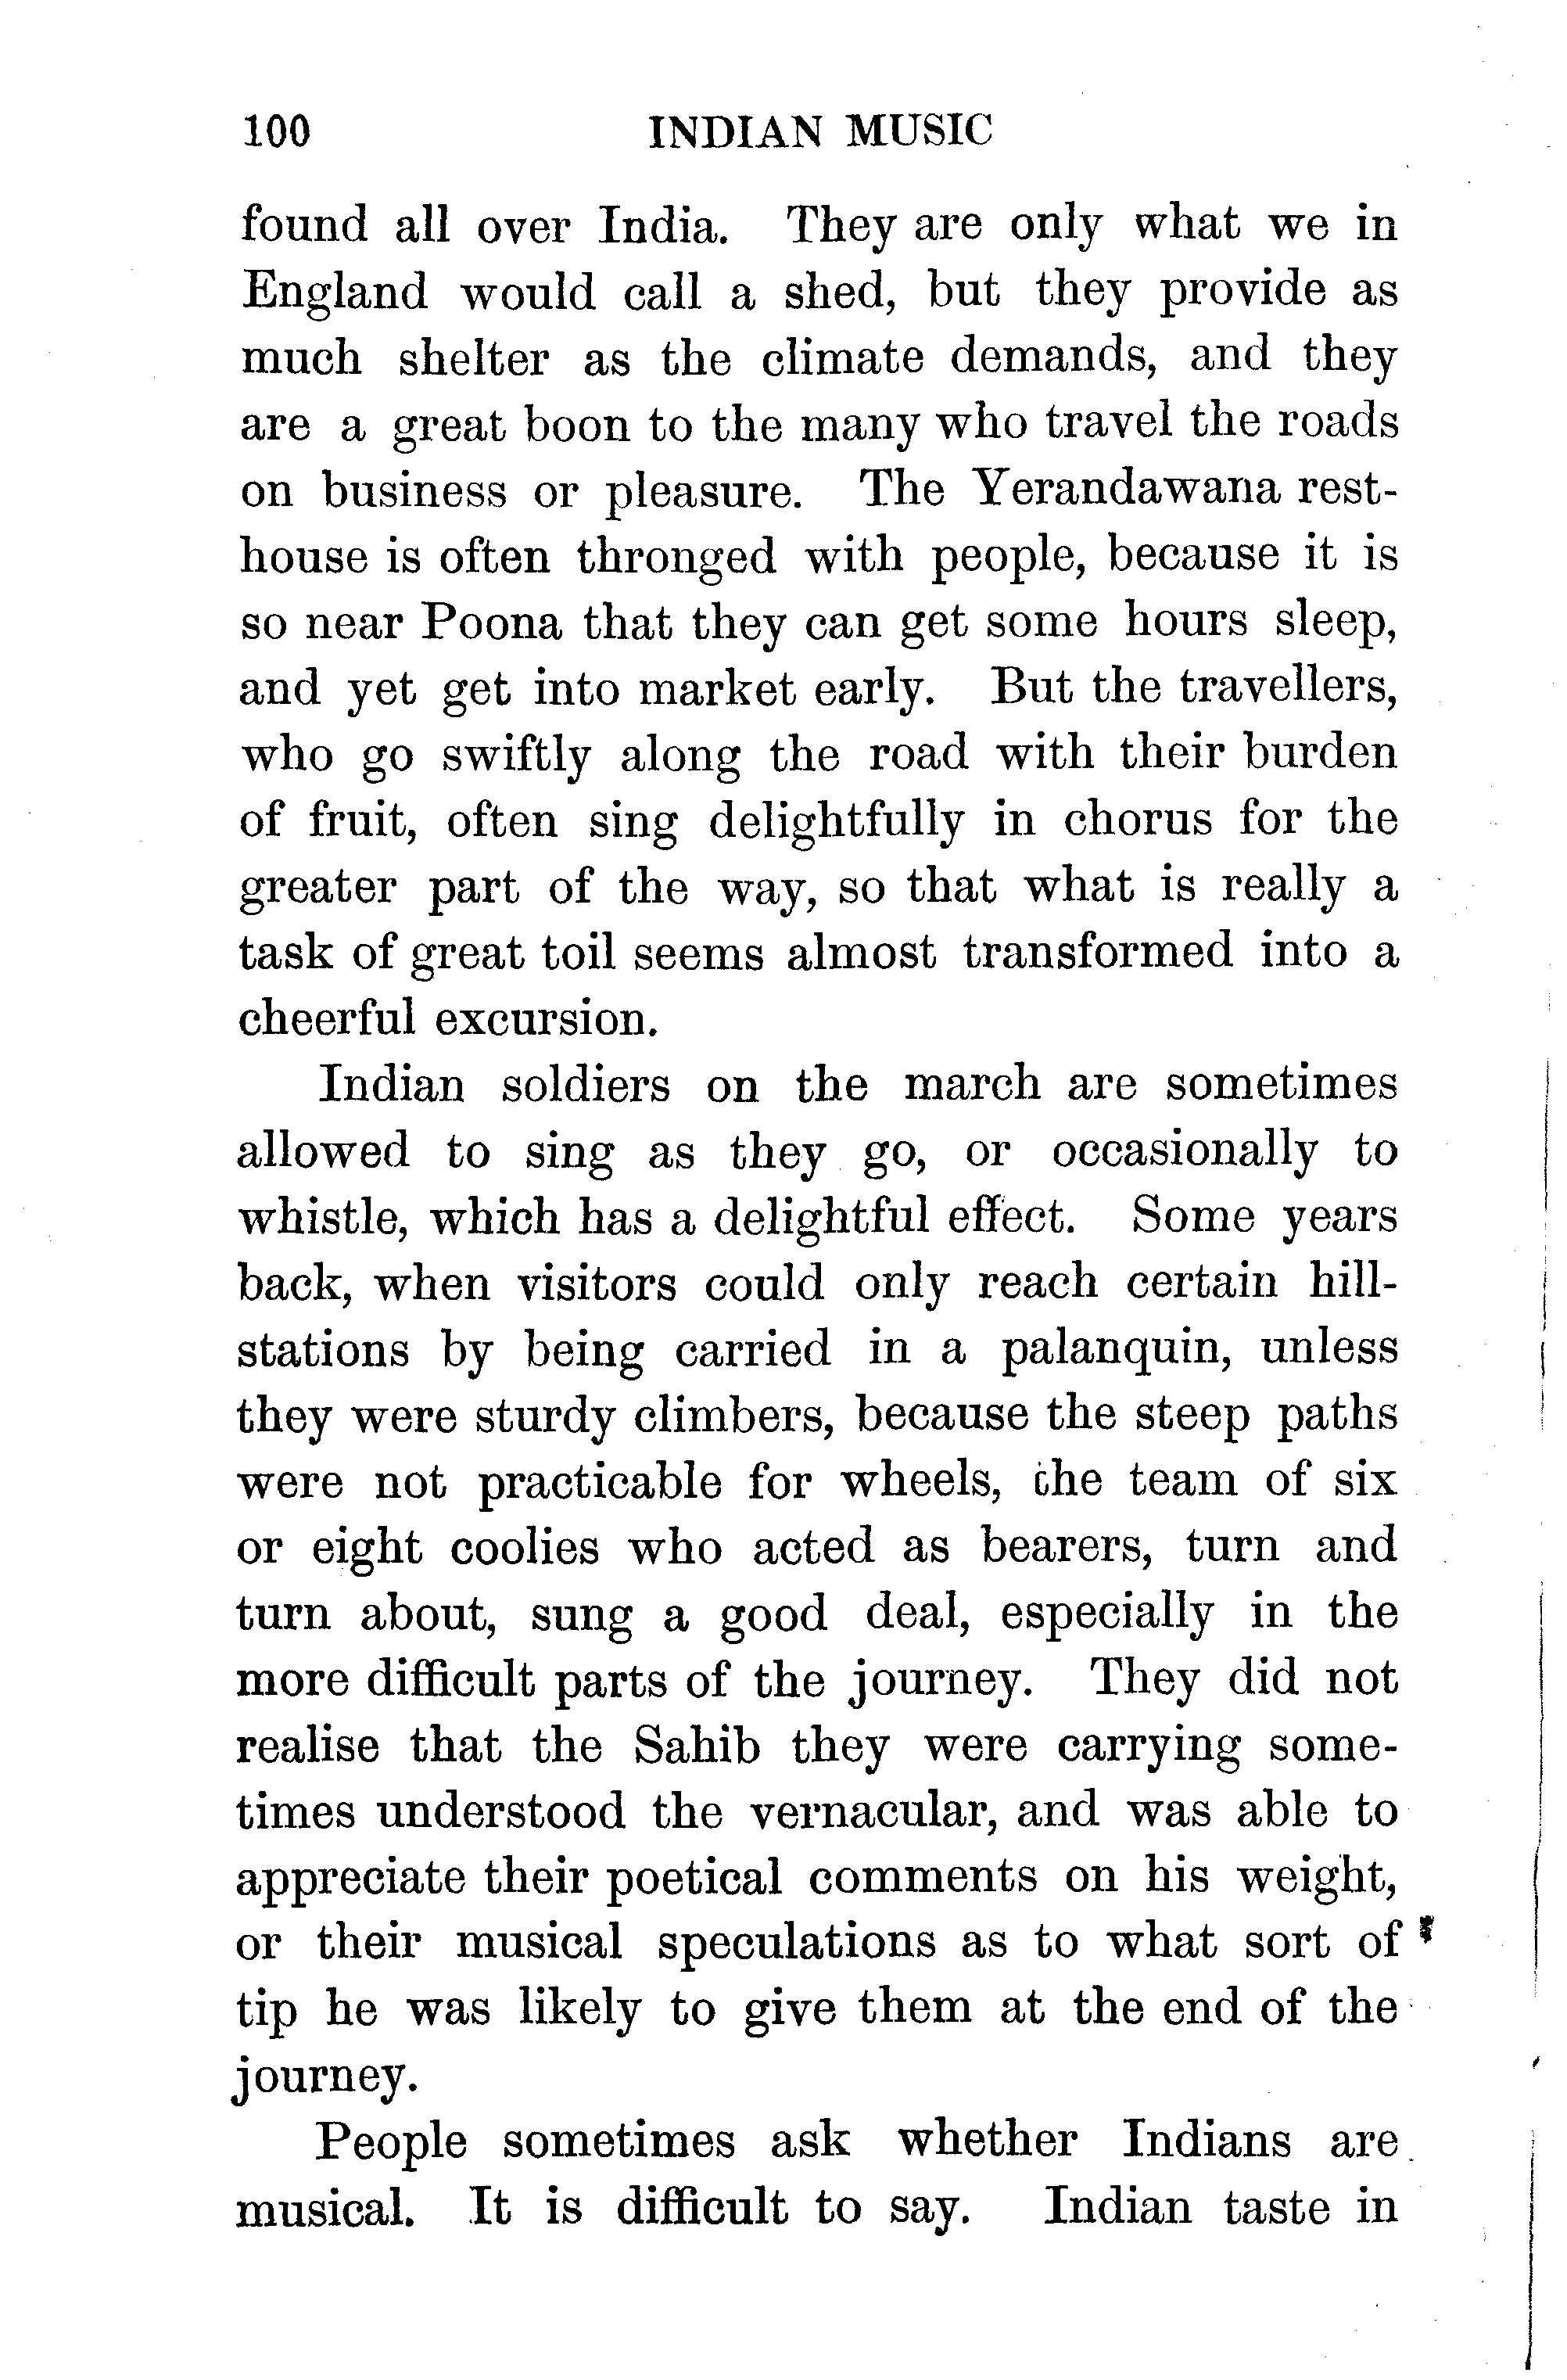 100 INDIAN MUSIC
found all over India. They are only what we in
England would call a shed, but they provide as
much shelter as the climate demands, and they
are a great boon to the many who travel the roads
on business or pleasure. The Yerandawana rest-
house is often thronged with people, because it is
so near Poona that they can get some hours sleep,
and yet get into market early. But the travellers,
who go swiftly along the road with their burden
of fruit, often sing delightfully in chorus for the
greater part of the way, so that what is really a
task of great toil seems almost transformed into a
cheerful excursion.
Indian soldiers on the march are sometimes
allowed to sing as they go, or occasionally to
whistle, which has a delightful effect. Some years
back, when visitors could only reach certain hill-
stations by being carried in a palanquin, unless
they were sturdy climbers, because the steep paths
were not practicable for wheels, the team of six
or eight coolies who acted as bearers, turn and
turn about, sung a good deal, especially in the
more difficult parts of the journey. They did not
realise that the Sahib they were carrying some-
times understood the vernacular, and was able to
appreciate their poetical comments on his weight,
or their musical speculations as to what sort of
tip he was likely to give them at the end of the
journey.
People sometimes ask whether Indians are
musical. It is difficult to say. Indian taste in